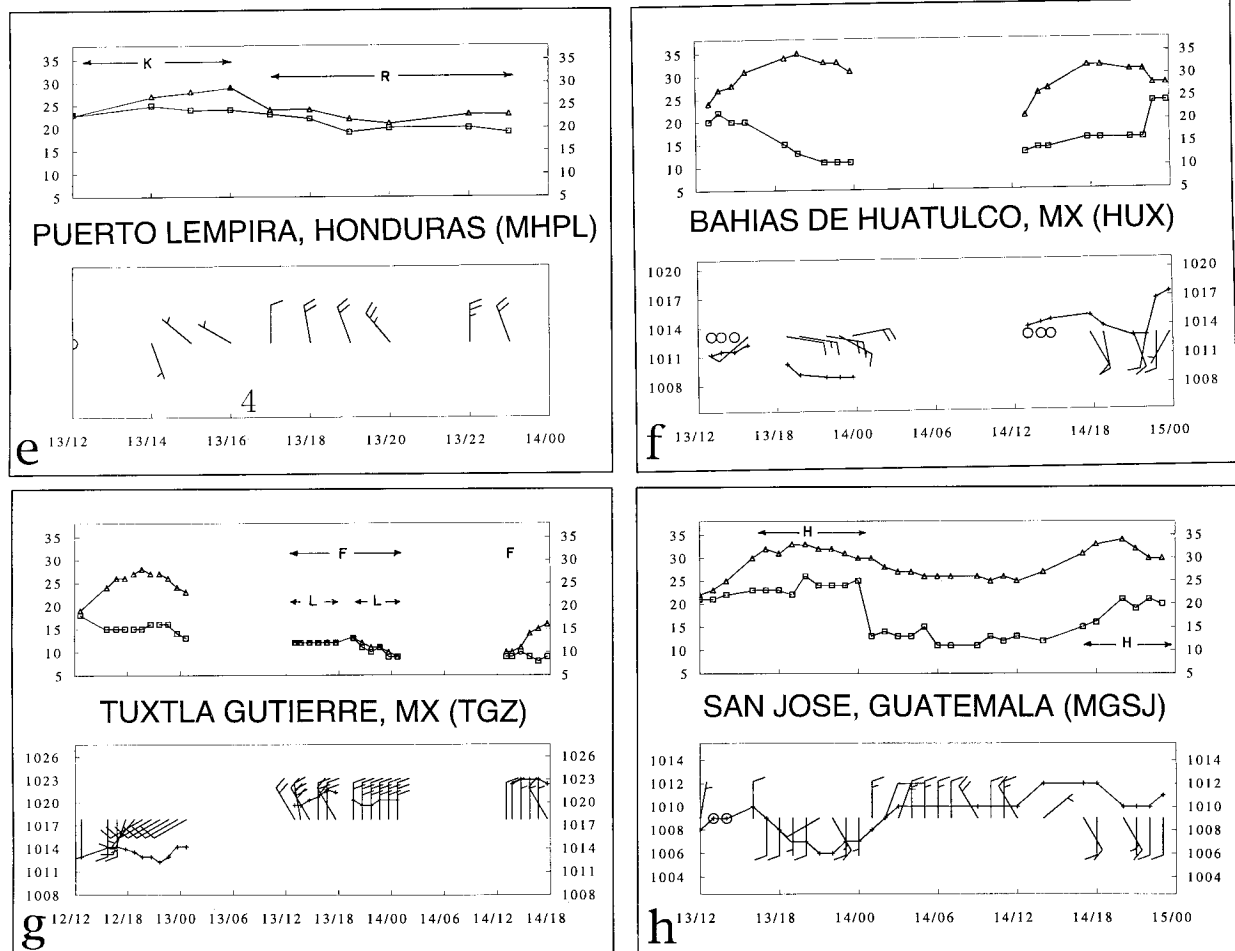 K
R
35 35
30 30
25 25
20 20
15 15
10 10
5 5
PUERTO LEMPIRA, HONDURAS (MHPL)
4
13/12 13/14 13/16 13/18 13/20 13/22 14/00
e
35 35
30 30
25 25
20 20
15 15
10 10
5 5
BAHIAS DE HUATULCO, MX (HUX)
1020 1020
1017 1017
1014 1014
1011 1011
1008 1008
13/12 13/18 14/00 14/06 14/12 14/18 15/00
f
F F
L L
35 35
30 30
25 25
20 20
15 15
10 10
5 5
TUXTLA GUTIERRE, MX (TGZ)
1026 1026
1023 1023
1020 1020
1017 1017
1014 1014
1011 1011
1008 1008
12/12 12/18 13/00 13/06 13/12 13/18 14/00 14/06 14/12 14/18
g
H
35 35
30 30
25 25
20 20
15 15
10 10
5 5
H
SAN JOSE, GUATEMALA (MGSJ)
1014 1014
1012 1012
1010 1010
1008 1008
1006 1006
1004 1004
13/12 13/18 14/00 14/06 14/12 14/18 15/00
h